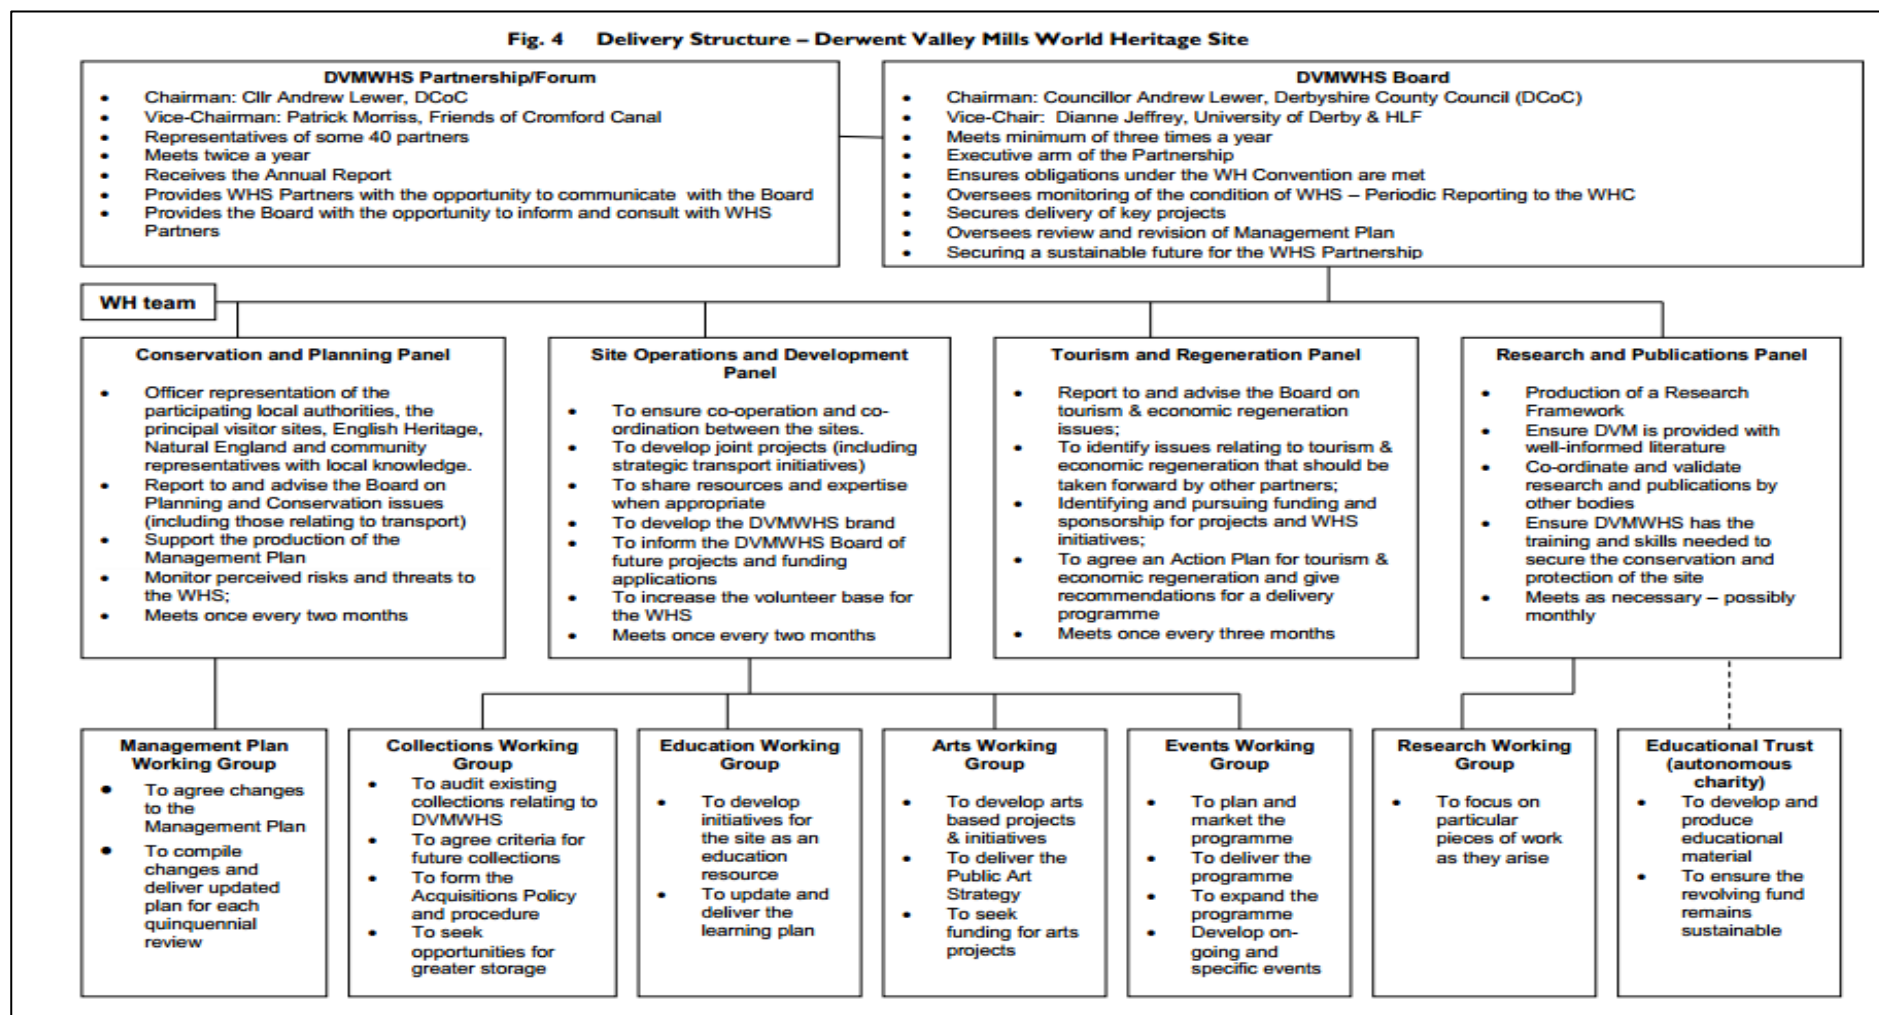 Fig. 4 Delivery Structure – Derwent Valley Mills World Heritage Site
DVMWHS Partnership/Forum
• Chairman: Cllr Andrew Lewer, DCoC
• Vice-Chairman: Patrick Morriss, Friends of Cromford Canal
• Representatives of some 40 partners
• Meets twice a year
• Receives the Annual Report
• Provides WHS Partners with the opportunity to communicate with the Board
• Provides the Board with the opportunity to inform and consult with WHS
Partners
DVMWHS Board
• Chairman: Councillor Andrew Lewer, Derbyshire County Council (DCoC)
• Vice-Chair: Dianne Jeffrey, University of Derby & HLF
• Meets minimum of three times a year
• Executive arm of the Partnership
• Ensures obligations under the WH Convention are met
• Oversees monitoring of the condition of WHS – Periodic Reporting to the WHC
• Secures delivery of key projects
• Oversees review and revision of Management Plan
• Securing a sustainable future for the WHS Partnership
WH team
Conservation and Planning Panel
• Officer representation of the
participating local authorities, the
principal visitor sites, English Heritage,
Natural England and community
representatives with local knowledge.
• Report to and advise the Board on
Planning and Conservation issues
(including those relating to transport)
• Support the production of the
Management Plan
• Monitor perceived risks and threats to
the WHS;
• Meets once every two months
Site Operations and Development
Panel
• To ensure co-operation and co-
ordination between the sites.
• To develop joint projects (including
strategic transport initiatives)
• To share resources and expertise
when appropriate
• To develop the DVMWHS brand
• To inform the DVMWHS Board of
future projects and funding
applications
• To increase the volunteer base for
the WHS
• Meets once every two months
Tourism and Regeneration Panel
• Report to and advise the Board on
tourism & economic regeneration
issues;
• To identify issues relating to tourism &
economic regeneration that should be
taken forward by other partners;
• Identifying and pursuing funding and
sponsorship for projects and WHS
initiatives;
• To agree an Action Plan for tourism &
economic regeneration and give
recommendations for a delivery
programme
• Meets once every three months
Research and Publications Panel
• Production of a Research
Framework
• Ensure DVM is provided with
well-informed literature
• Co-ordinate and validate
research and publications by
other bodies
• Ensure DVMWHS has the
training and skills needed to
secure the conservation and
protection of the site
• Meets as necessary – possibly
monthly
Management Plan
Working Group
• To agree changes
to the
Management Plan
• To compile
changes and
deliver updated
plan for each
quinquennial
review
Collections Working
Group
• To audit existing
collections relating to
DVMWHS
• To agree criteria for
future collections
• To form the
Acquisitions Policy
and procedure
• To seek
opportunities for
greater storage
Education Working
Group
• To develop
initiatives for
the site as an
education
resource
• To update and
deliver the
learning plan
Arts Working
Group
• To develop arts
based projects
& initiatives
• To deliver the
Public Art
Strategy
• To seek
funding for arts
projects
Events Working
Group
• To plan and
market the
programme
• To deliver the
programme
• To expand the
programme
• Develop on-
going and
specific events
Research Working
Group
• To focus on
particular
pieces of work
as they arise
Educational Trust
(autonomous
charity)
• To develop and
produce
educational
material
• To ensure the
revolving fund
remains
sustainable